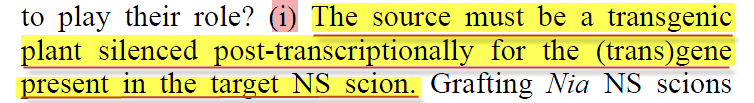 to play their role? (i) The source must be a transgenic
plant silenced post-transcriptionally for the (trans)gene
present in the target NS scion. Grafting Nia NS scions